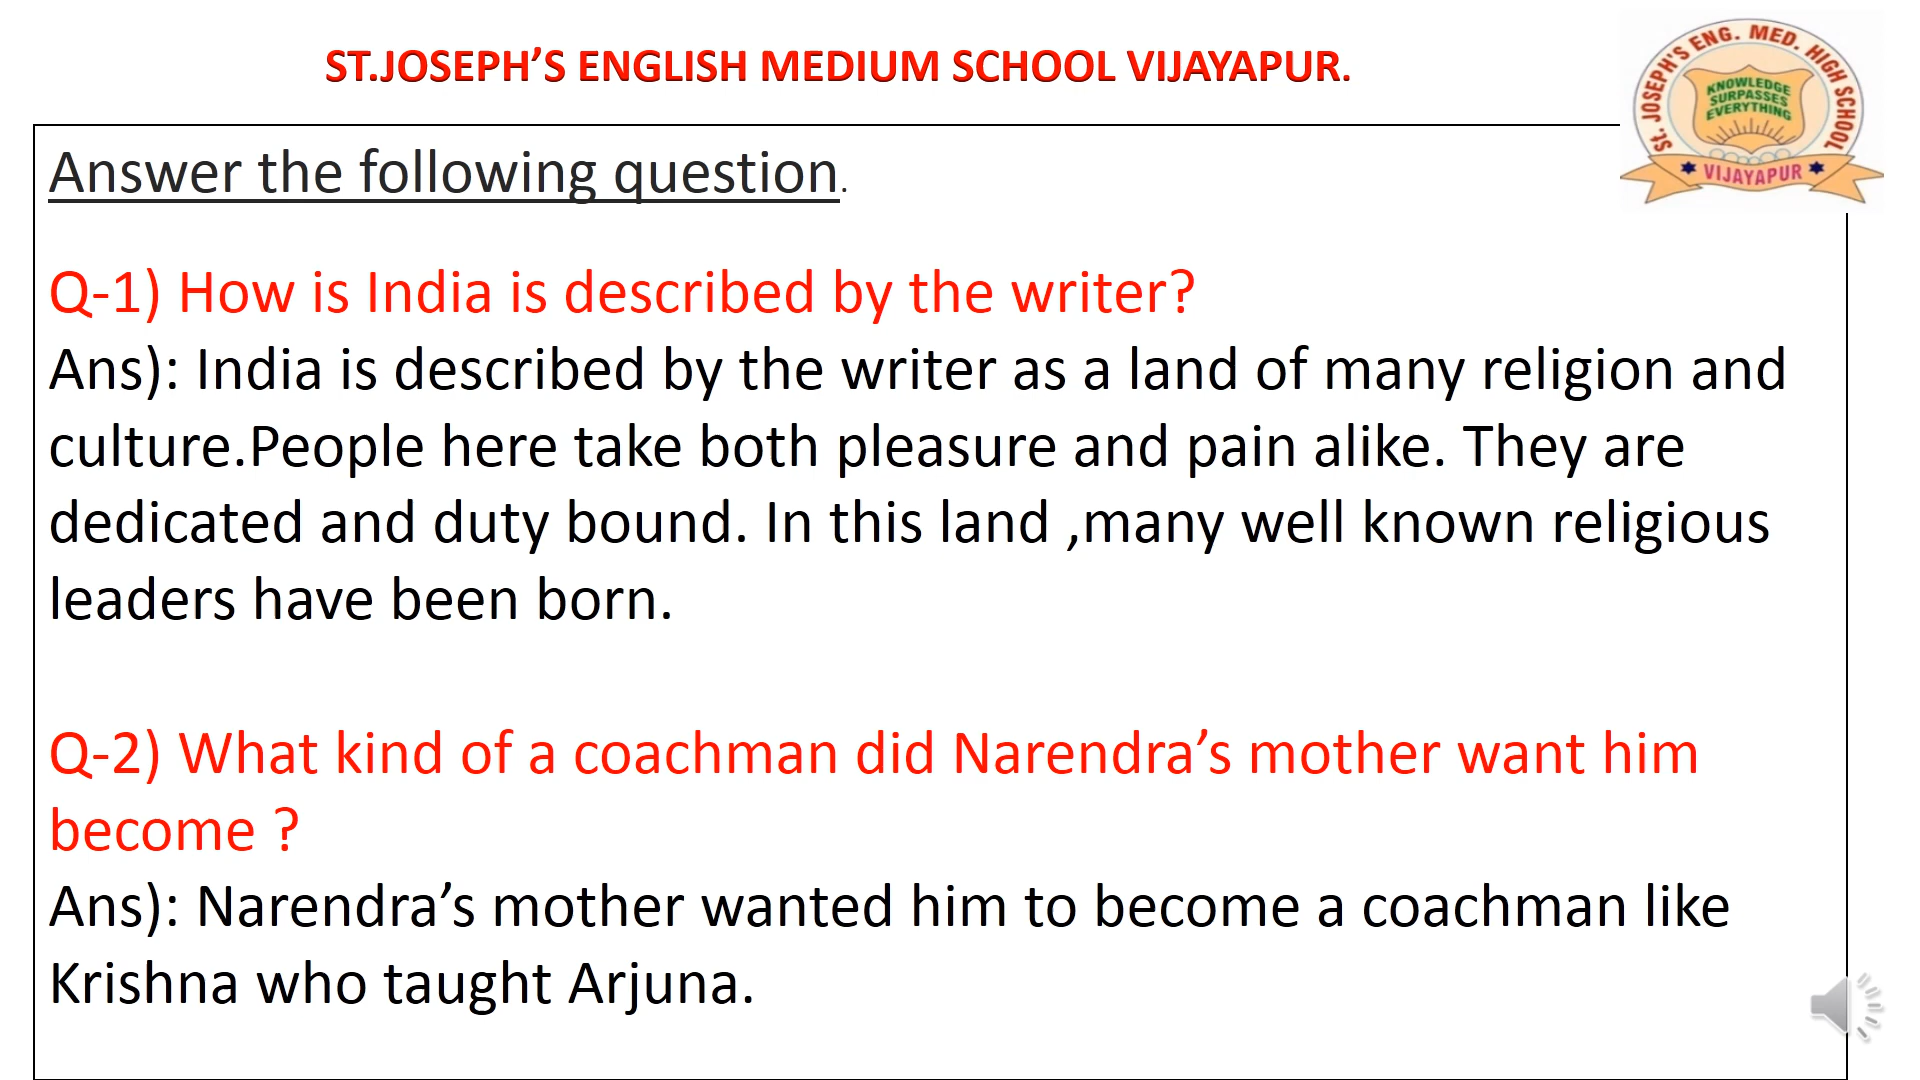 ST.JOSEPH’S ENGLISH MEDIUM SCHOOL VIJAYAPUR.
St. JOSEPH'S ENG. MED. HIGH SCHOOL
KNOWLEDGE
SURPASSES
EVERYTHING
VIJAYAPUR
Answer the following question.
Q-1) How is India is described by the writer?
Ans): India is described by the writer as a land of many religion and
culture.People here take both pleasure and pain alike. They are
dedicated and duty bound. In this land ,many well known religious
leaders have been born.
Q-2) What kind of a coachman did Narendra’s mother want him
become ?
Ans): Narendra’s mother wanted him to become a coachman like
Krishna who taught Arjuna.